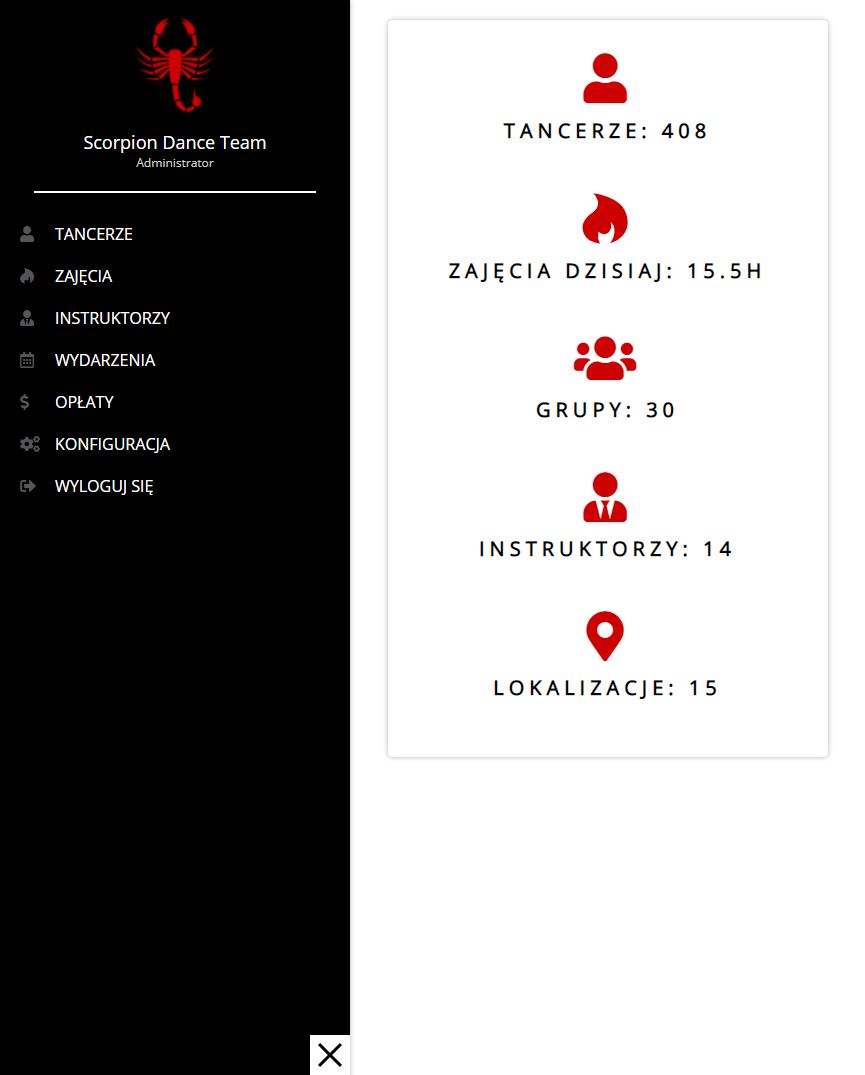 Scorpion Dance Team
Administrator
TANCERZE
ZAJĘCIA
INSTRUKTORZY
WYDARZENIA
OPŁATY
KONFIGURACJA
WYLOGUJ SIĘ
TANCERZE: 408
ZAJĘCIA DZISIAJ: 15.5H
GRUPY: 30
INSTRUKTORZY: 14
LOKALIZACJE: 15